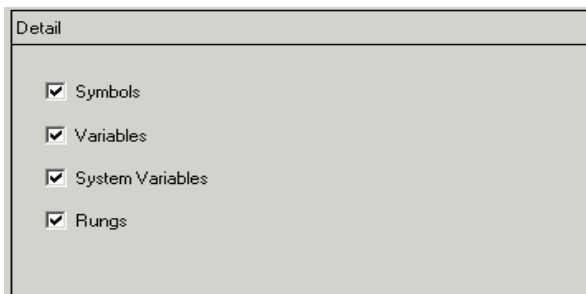 Detail
Symbols
Variables
System Variables
Rungs